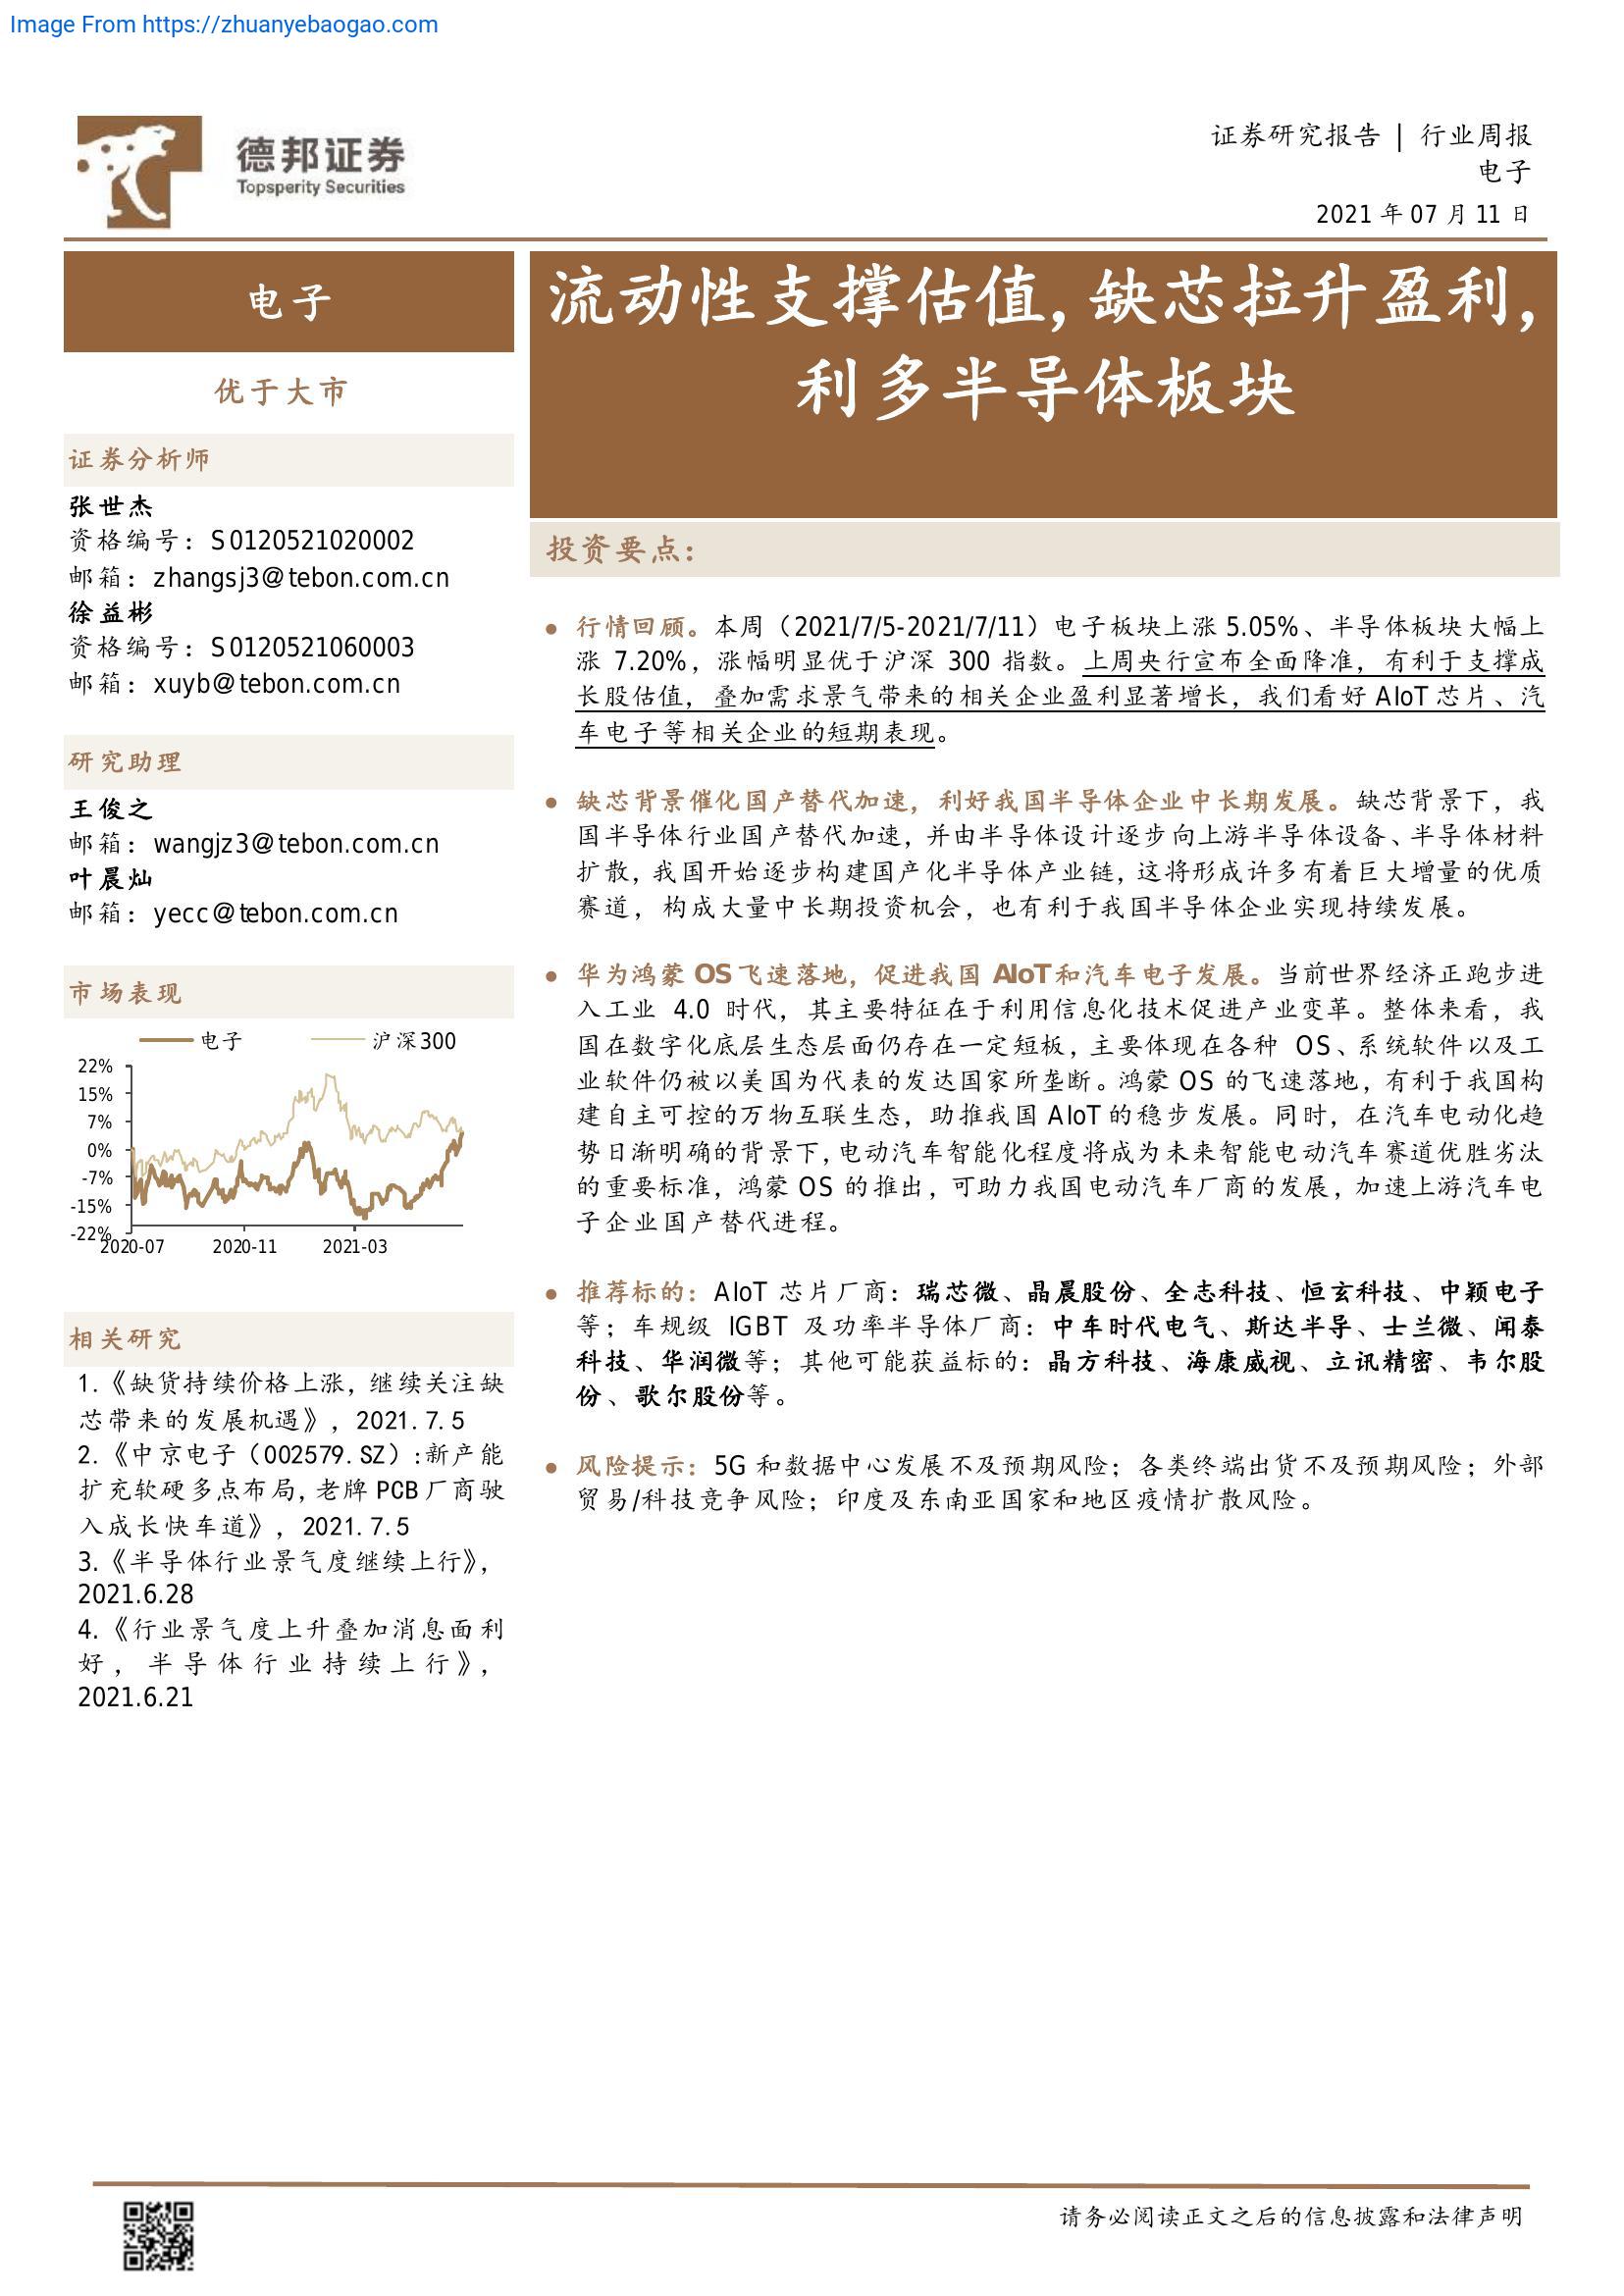 Image From https://zhuanyebaogao.com
德邦证券
Topsperity Securities
证券研究报告 | 行业周报
电子
2021 年 07 月 11 日
电子
优于大市
证券分析师
张世杰
资格编号：S0120521020002
邮箱：zhangsj3@tebon.com.cn
徐益彬
资格编号：S0120521060003
邮箱：xuyb@tebon.com.cn
研究助理
王俊之
邮箱：wangjz3@tebon.com.cn
叶晨灿
邮箱：yecc@tebon.com.cn
市场表现
电子 沪深300
22%
15%
7%
0%
-7%
-15%
-22%
2020-07 2020-11 2021-03
相关研究
1.《缺货持续价格上涨，继续关注缺
芯带来的发展机遇》，2021.7.5
2.《中京电子（002579.SZ）:新产能
扩充软硬多点布局，老牌 PCB 厂商驶
入成长快车道》，2021.7.5
3.《半导体行业景气度继续上行》，
2021.6.28
4.《行业景气度上升叠加消息面利
好，半导体行业持续上行》，
2021.6.21
流动性支撑估值，缺芯拉升盈利，
利多半导体板块
投资要点：
● 行情回顾。本周（2021/7/5-2021/7/11）电子板块上涨 5.05%、半导体板块大幅上
涨 7.20%，涨幅明显优于沪深 300 指数。上周央行宣布全面降准，有利于支撑成
长股估值，叠加需求景气带来的相关企业盈利显著增长，我们看好 AIoT 芯片、汽
车电子等相关企业的短期表现。
● 缺芯背景催化国产替代加速，利好我国半导体企业中长期发展。缺芯背景下，我
国半导体行业国产替代加速，并由半导体设计逐步向上游半导体设备、半导体材料
扩散，我国开始逐步构建国产化半导体产业链，这将形成许多有着巨大增量的优质
赛道，构成大量中长期投资机会，也有利于我国半导体企业实现持续发展。
● 华为鸿蒙 OS 飞速落地，促进我国 AIoT 和汽车电子发展。当前世界经济正跑步进
入工业 4.0 时代，其主要特征在于利用信息化技术促进产业变革。整体来看，我
国在数字化底层生态层面仍存在一定短板，主要体现在各种 OS、系统软件以及工
业软件仍被以美国为代表的发达国家所垄断。鸿蒙 OS 的飞速落地，有利于我国构
建自主可控的万物互联生态，助推我国 AIoT 的稳步发展。同时，在汽车电动化趋
势日渐明确的背景下，电动汽车智能化程度将成为未来智能电动汽车赛道优胜劣汰
的重要标准，鸿蒙 OS 的推出，可助力我国电动汽车厂商的发展，加速上游汽车电
子企业国产替代进程。
● 推荐标的：AIoT 芯片厂商：瑞芯微、晶晨股份、全志科技、恒玄科技、中颖电子
等；车规级 IGBT 及功率半导体厂商：中车时代电气、斯达半导、士兰微、闻泰
科技、华润微等；其他可能获益标的：晶方科技、海康威视、立讯精密、韦尔股
份、歌尔股份等。
● 风险提示：5G 和数据中心发展不及预期风险；各类终端出货不及预期风险；外部
贸易/科技竞争风险；印度及东南亚国家和地区疫情扩散风险。
请务必阅读正文之后的信息披露和法律声明